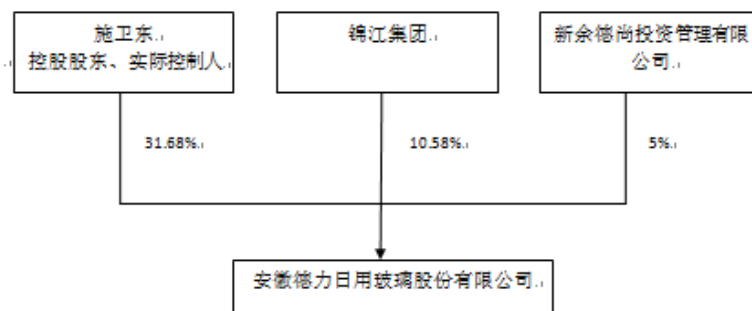 施卫东
控股股东、实际控制人
锦江集团
新余德尚投资管理有限
公司
31.68%
10.58%
5%
安徽德力日用玻璃股份有限公司